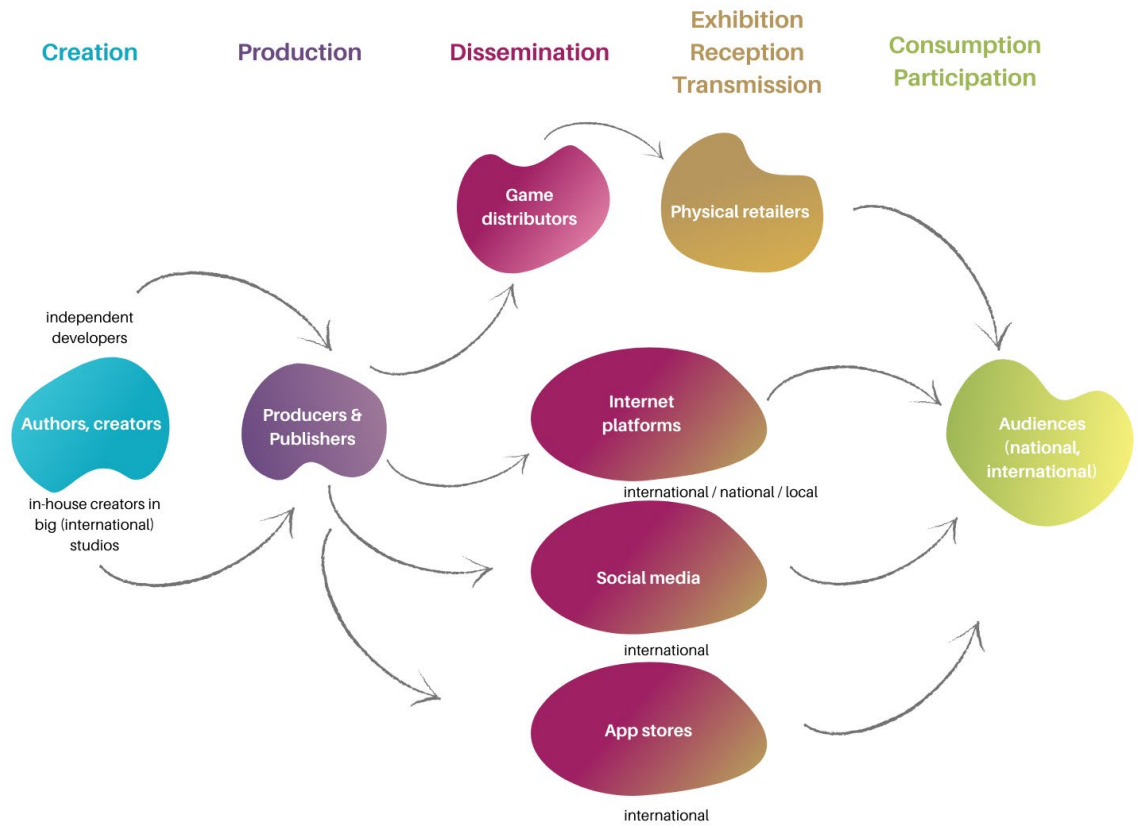 Creation
Production
Dissemination
Exhibition
Reception
Transmission
Consumption
Participation
Game
distributors
Physical retailers
independent
developers
Authors, creators
in-house creators in
big (international)
studios
Producers &
Publishers
Internet
platforms
international / national / local
Social media
international
App stores
international
Audiences
(national,
international)